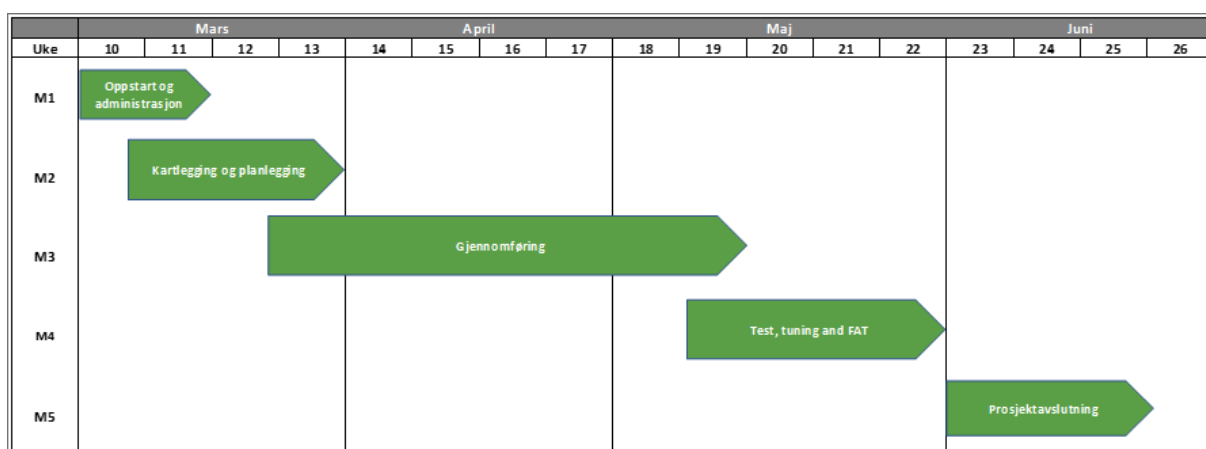 Mars April Maj Juni
Uke 10 11 12 13 14 15 16 17 18 19 20 21 22 23 24 25 26
M1
Oppstart og
administrasjon
M2 Kartlegging og planlegging
M3 Gjennomføring
M4 Test, tuning and FAT
M5 Prosjektavslutning